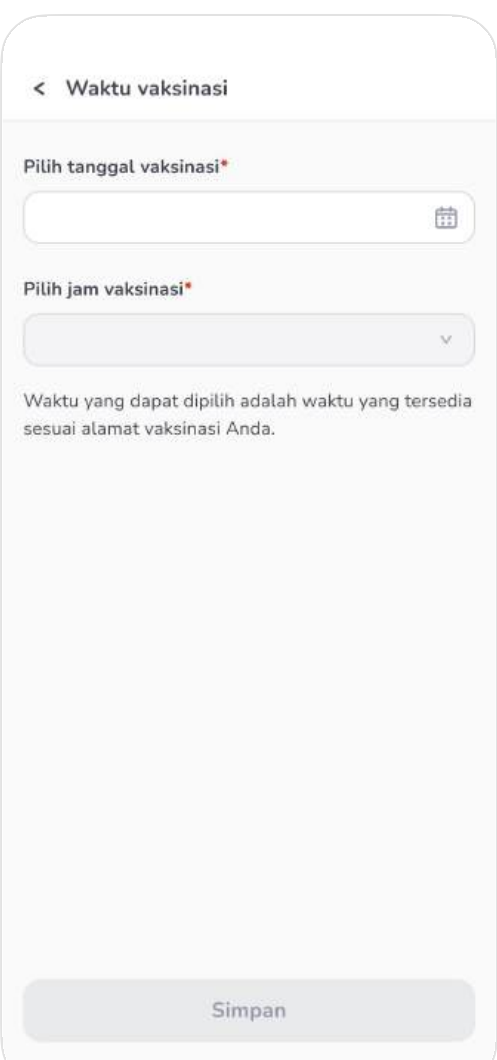 < Waktu vaksinasi
Pilih tanggal vaksinasi*
Pilih jam vaksinasi*
Waktu yang dapat dipilih adalah waktu yang tersedia
sesuai alamat vaksinasi Anda.
Simpan